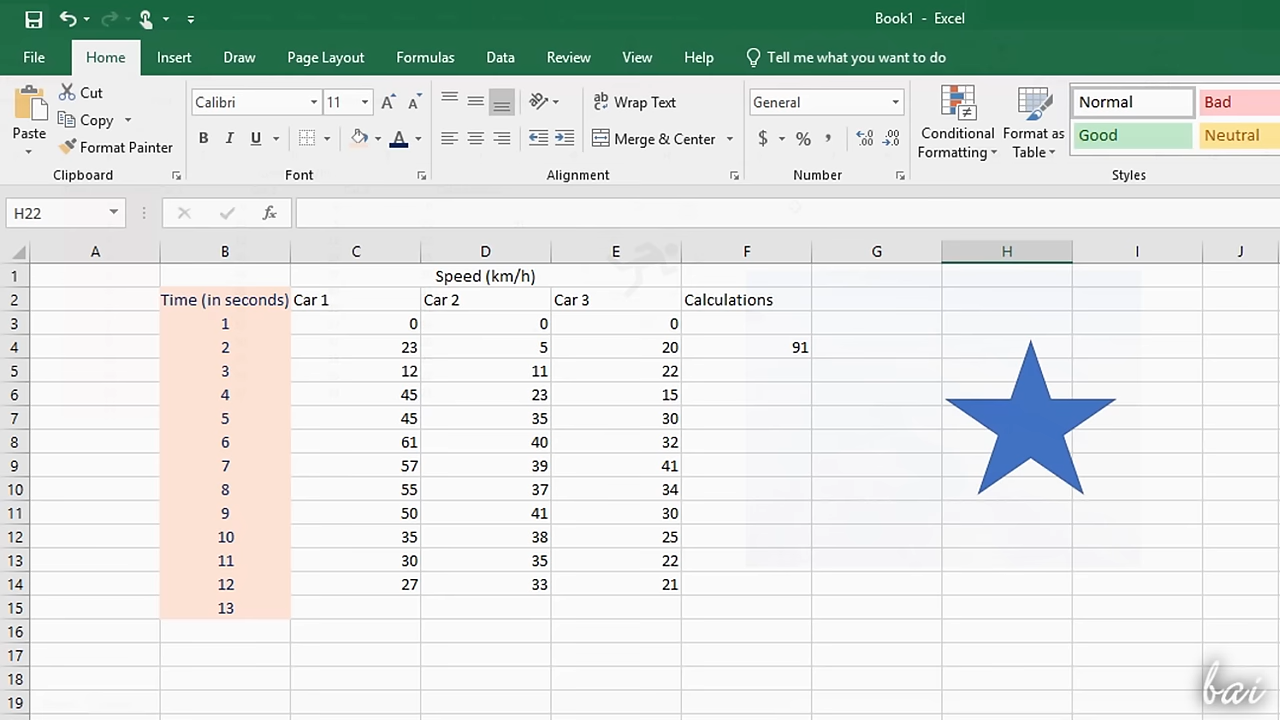 Book1 - Excel
File Home Insert Draw Page Layout Formulas Data Review View Help Tell me what you want to do
Cut
Calibri 11 Wrap Text General Normal Bad
Copy
Paste B I U Merge & Center $ % , Conditional Formatting Format as Table Good Neutral
Format Painter
Clipboard Font Alignment Number Styles
H22 fx
A B C D E F G H I J
1 Speed (km/h)
2 Time (in seconds) Car 1 Car 2 Car 3 Calculations
3 1 0 0 0
4 2 23 5 20 91
5 3 12 11 22
6 4 45 23 15
7 5 45 35 30
8 6 61 40 32
9 7 57 39 41
10 8 55 37 34
11 9 50 41 30
12 10 35 38 25
13 11 30 35 22
14 12 27 33 21
15 13
16
17
18
19
bai